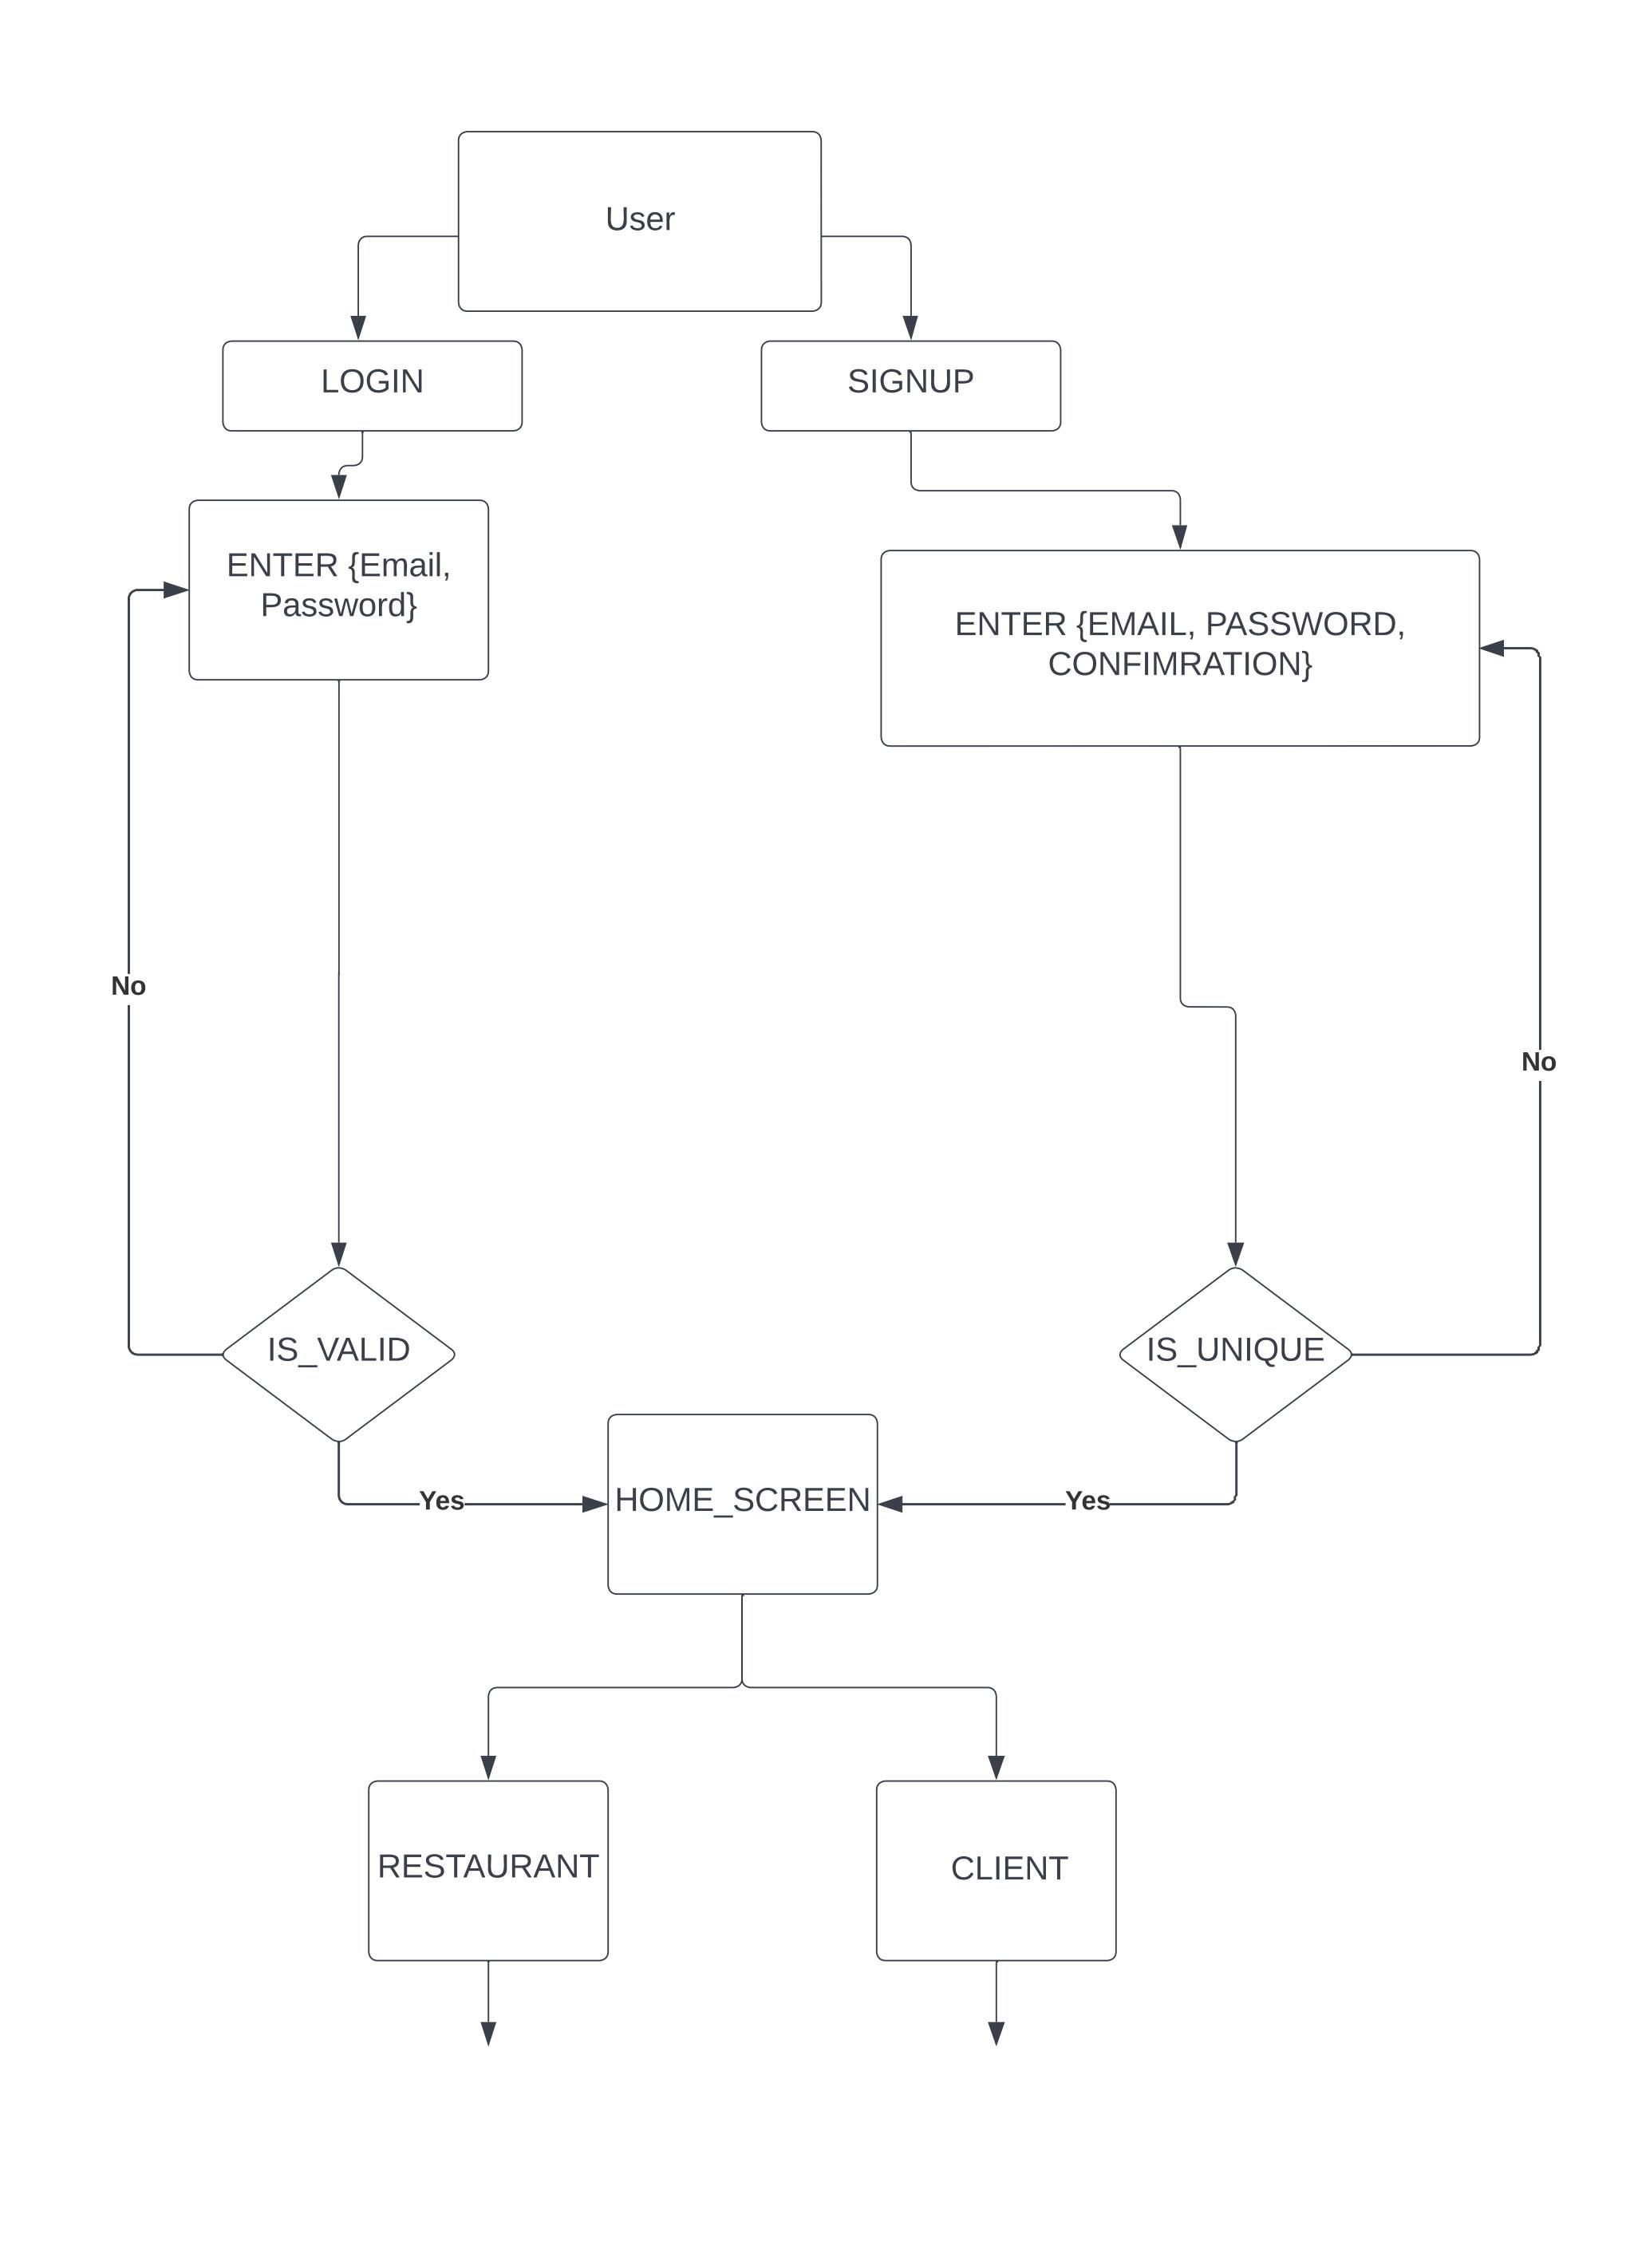 User
LOGIN
SIGNUP
ENTER {Email,
Password}
ENTER {EMAIL, PASSWORD,
CONFIMRATION}
No
No
IS_VALID
IS_UNIQUE
Yes
HOME_SCREEN
Yes
RESTAURANT
CLIENT